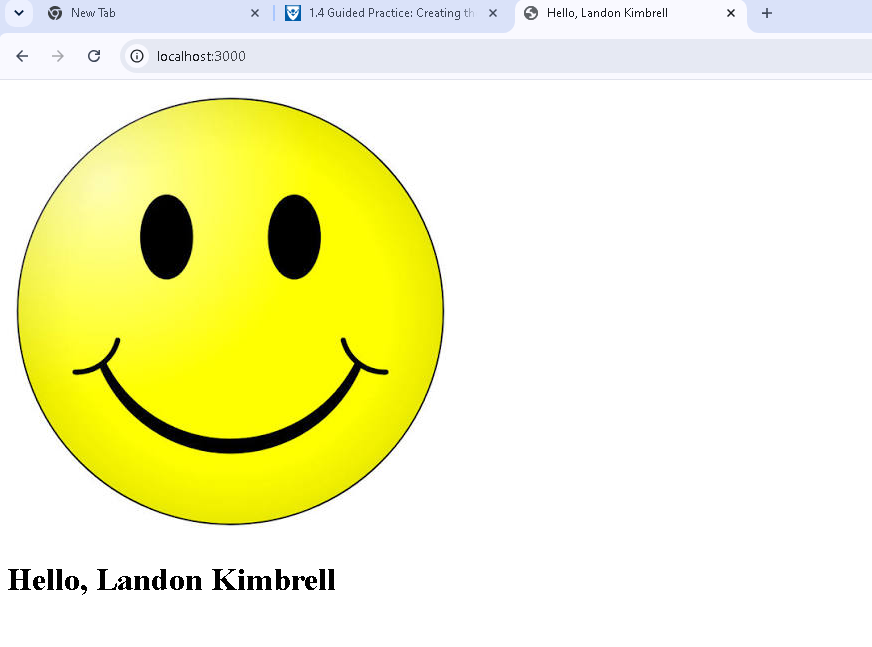 New Tab
1.4 Guided Practice: Creating th
Hello, Landon Kimbrell
localhost:3000
Hello, Landon Kimbrell